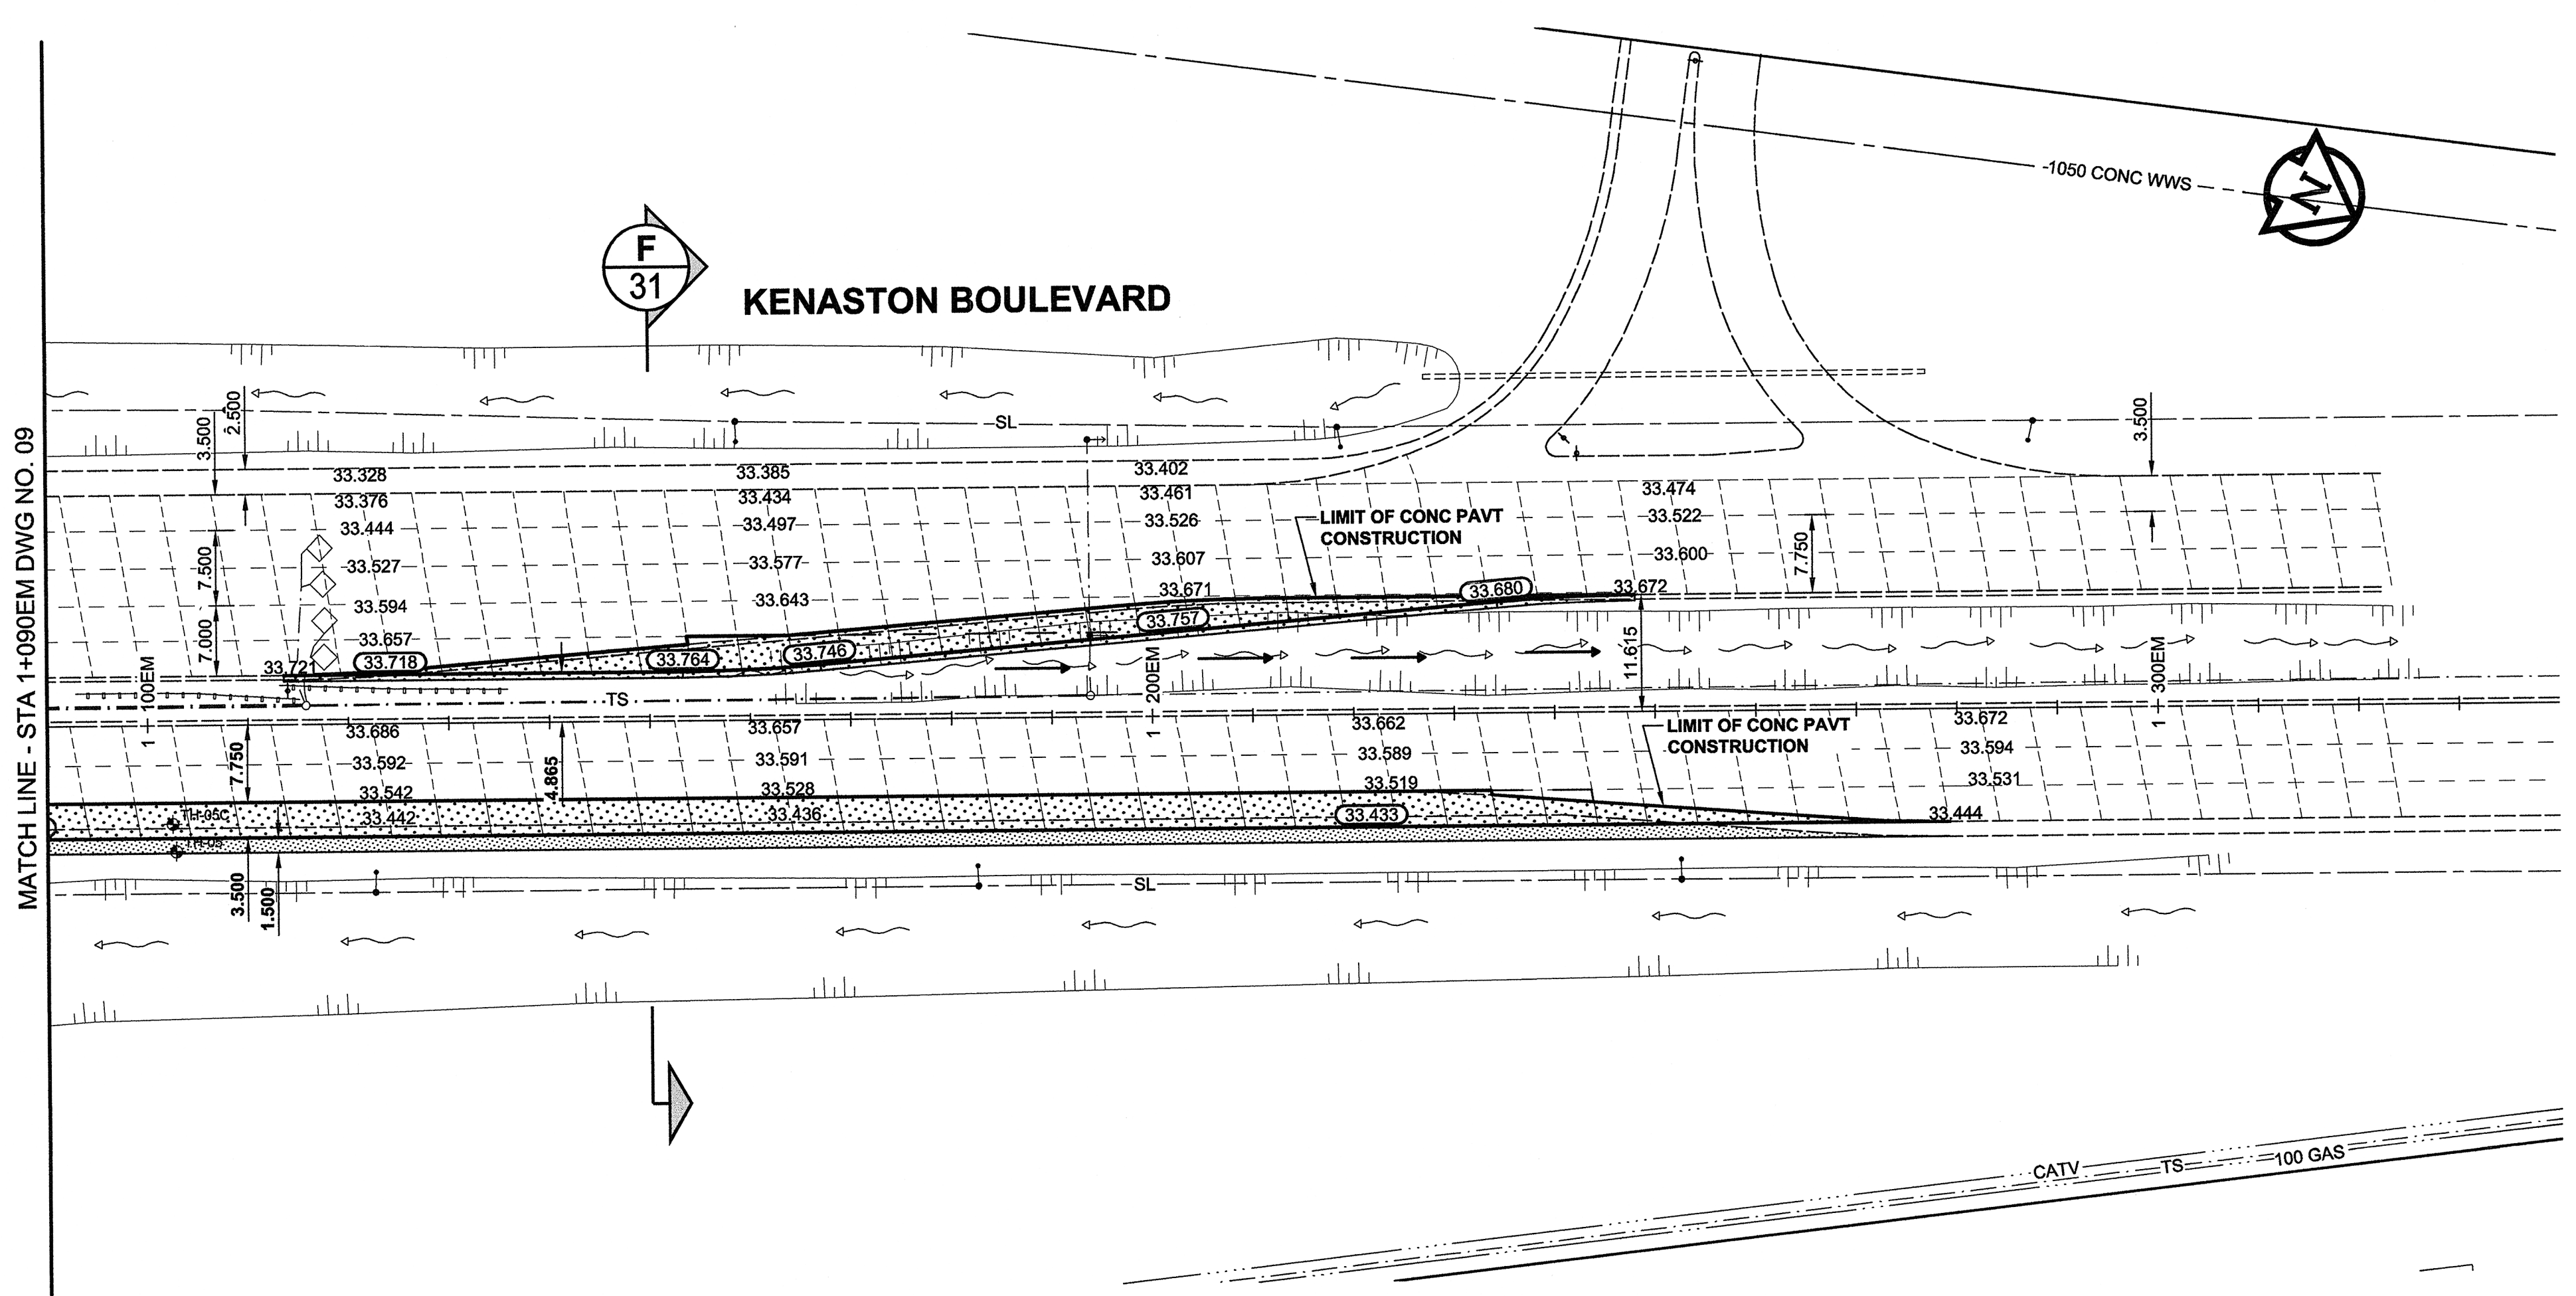 1050 CONC WWS
N
F
31
KENASTON BOULEVARD
MATCH LINE - STA 1+090EM DWG NO. 09
3.500
2.500
SL
3.500
33.328
33.385
33.402
33.376
33.434
33.461
33.474
33.444
33.497
33.526
LIMIT OF CONC PAVT
CONSTRUCTION
33.522
33.527
33.577
33.607
33.600
7.500
7.750
33.594
33.643
33.671
33.680
33.672
33.657
33.757
7.000
33.721
33.718
33.764
33.746
11.615
1+100EM
TS
1+200EM
1+300EM
33.686
33.657
33.662
33.672
LIMIT OF CONC PAVT
CONSTRUCTION
7.750
33.592
4.865
33.591
33.589
33.594
33.542
33.528
33.519
33.531
TH-05C
33.442
33.436
33.433
33.444
TH-05
3.500
1.500
SL
CATV
TS
100 GAS